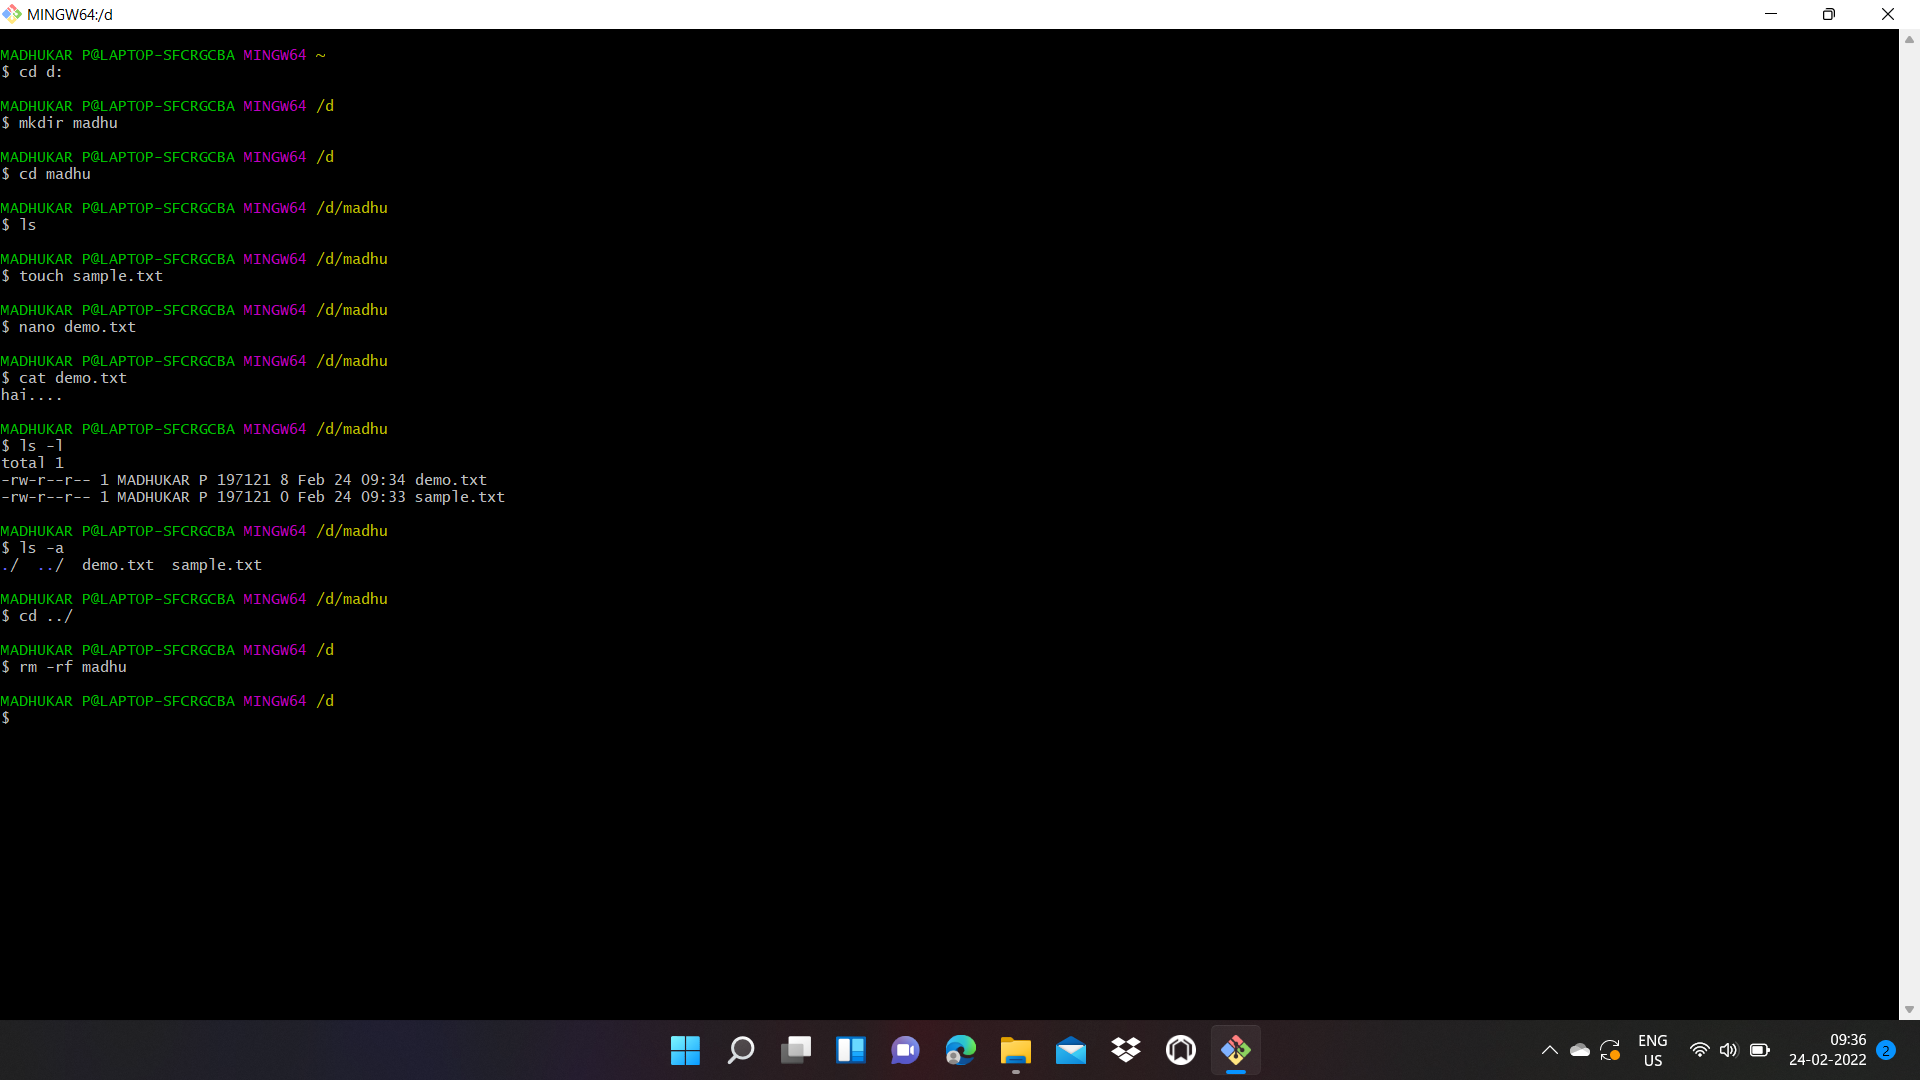 MINGW64:/d
MADHUKAR P@LAPTOP-SFCRGCBA MINGW64 ~
$ cd d:
MADHUKAR P@LAPTOP-SFCRGCBA MINGW64 /d
$ mkdir madhu
MADHUKAR P@LAPTOP-SFCRGCBA MINGW64 /d
$ cd madhu
MADHUKAR P@LAPTOP-SFCRGCBA MINGW64 /d/madhu
$ ls
MADHUKAR P@LAPTOP-SFCRGCBA MINGW64 /d/madhu
$ touch sample.txt
MADHUKAR P@LAPTOP-SFCRGCBA MINGW64 /d/madhu
$ nano demo.txt
MADHUKAR P@LAPTOP-SFCRGCBA MINGW64 /d/madhu
$ cat demo.txt
hai....
MADHUKAR P@LAPTOP-SFCRGCBA MINGW64 /d/madhu
$ ls -l
total 1
-rw-r--r-- 1 MADHUKAR P 197121 8 Feb 24 09:34 demo.txt
-rw-r--r-- 1 MADHUKAR P 197121 0 Feb 24 09:33 sample.txt
MADHUKAR P@LAPTOP-SFCRGCBA MINGW64 /d/madhu
$ ls -a
./  ../  demo.txt  sample.txt
MADHUKAR P@LAPTOP-SFCRGCBA MINGW64 /d/madhu
$ cd ../
MADHUKAR P@LAPTOP-SFCRGCBA MINGW64 /d
$ rm -rf madhu
MADHUKAR P@LAPTOP-SFCRGCBA MINGW64 /d
$
ENG
US
09:36
24-02-2022
2